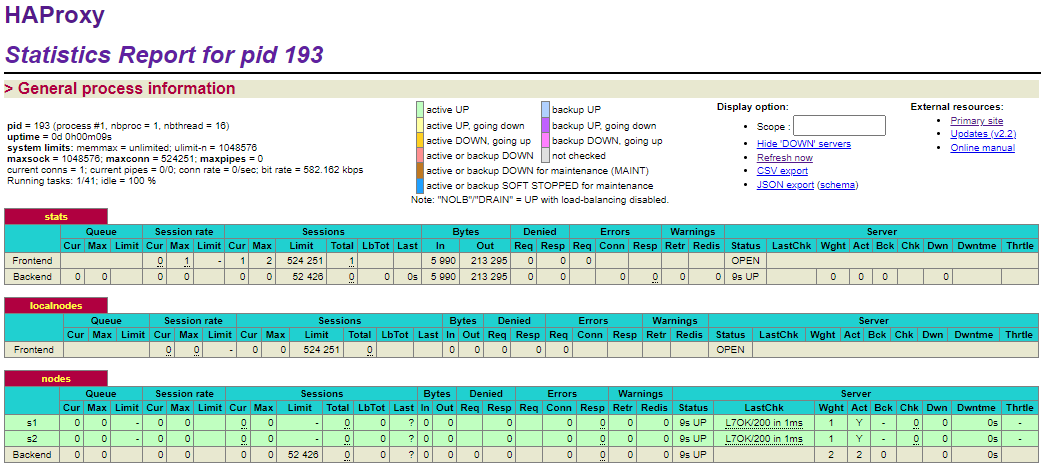 HAProxy
Statistics Report for pid 193
> General process information
pid = 193 (process #1, nbproc = 1, nbthread = 16)
uptime = 0d 0h00m09s
system limits: memmax = unlimited; ulimit-n = 1048576
maxsock = 1048576; maxconn = 524251; maxpipes = 0
current conns = 1; current pipes = 0/0; conn rate = 0/sec; bit rate = 582.162 kbps
Running tasks: 1/41; idle = 100 %
active UP backup UP
active UP, going down backup UP, going down
active DOWN, going up backup DOWN, going up
active or backup DOWN not checked
active or backup DOWN for maintenance (MAINT)
active or backup SOFT STOPPED for maintenance
Note: "NOLB"/"DRAIN" = UP with load-balancing disabled.
Display option:
• Scope :
• Hide 'DOWN' servers
• Refresh now
• CSV export
• JSON export (schema)
External resources:
• Primary site
• Updates (v2.2)
• Online manual
stats
Queue Session rate Sessions Bytes Denied Errors Warnings Server
Cur Max Limit Cur Max Limit Cur Max Limit Total LbTot Last In Out Req Resp Req Conn Resp Retr Redis Status LastChk Wght Act Bck Chk Dwn Dwntme Thrtle
Frontend 0 1 - 1 2 524 251 1 5 990 213 295 0 0 0 OPEN
Backend 0 0 0 0 0 0 52 426 0 0 0s 5 990 213 295 0 0 0 0 0 0 9s UP 0 0 0 0
localnodes
Queue Session rate Sessions Bytes Denied Errors Warnings Server
Cur Max Limit Cur Max Limit Cur Max Limit Total LbTot Last In Out Req Resp Req Conn Resp Retr Redis Status LastChk Wght Act Bck Chk Dwn Dwntme Thrtle
Frontend 0 0 - 0 0 524 251 0 0 0 0 0 0 OPEN
nodes
Queue Session rate Sessions Bytes Denied Errors Warnings Server
Cur Max Limit Cur Max Limit Cur Max Limit Total LbTot Last In Out Req Resp Req Conn Resp Retr Redis Status LastChk Wght Act Bck Chk Dwn Dwntme Thrtle
s1 0 0 - 0 0 0 0 - 0 0 ? 0 0 0 0 0 0 0 9s UP L7OK/200 in 1ms 1 Y - 0 0 0s -
s2 0 0 - 0 0 0 0 - 0 0 ? 0 0 0 0 0 0 0 9s UP L7OK/200 in 1ms 1 Y - 0 0 0s -
Backend 0 0 0 0 0 0 52 426 0 0 ? 0 0 0 0 0 0 0 0 9s UP 2 2 0 0 0s